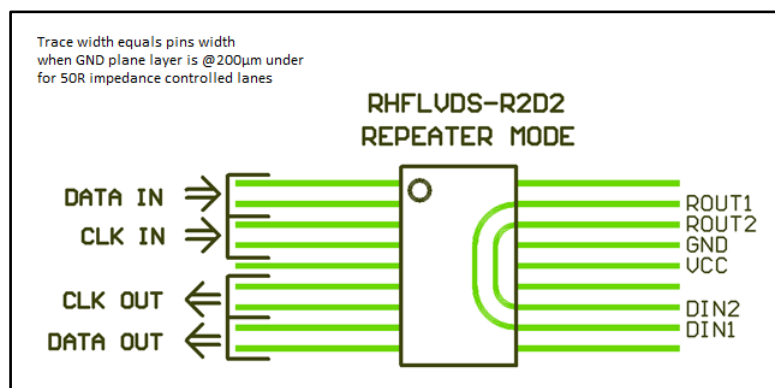 Trace width equals pins width
when GND plane layer is @200µm under
for 50R impedance controlled lanes
RHFLVDS-R2D2
REPEATER MODE
DATA IN
CLK IN
CLK OUT
DATA OUT
ROUT1
ROUT2
GND
VCC
DIN2
DIN1